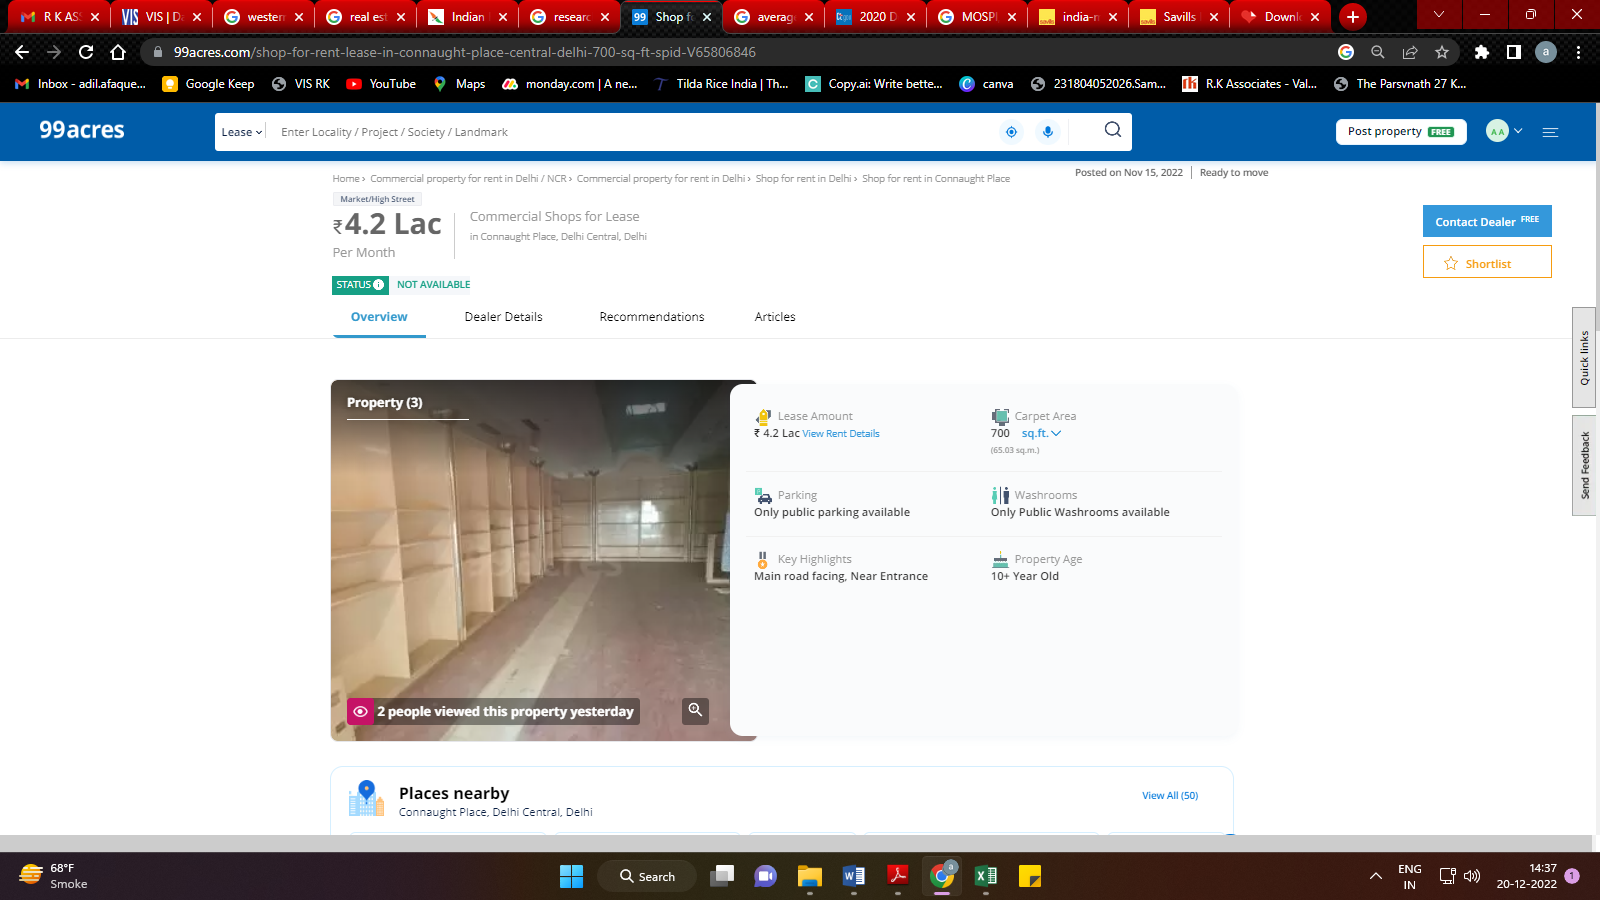 R K AS
VIS | Da
western
real est
Indian
researc
Shop fo
average
2020 D
MOSPI
india-m
Savills
Downl
99acres.com/shop-for-rent-lease-in-connaught-place-central-delhi-700-sq-ft-spid-V65806846
a
Inbox - adil.afaque...
Google Keep
VIS RK
YouTube
Maps
monday.com | A ne...
Tilda Rice India | Th...
Copy.ai: Write bette...
canva
231804052026.Sam...
R.K Associates - Val...
The Parsvnath 27 K...
99acres
Lease
Enter Locality / Project / Society / Landmark
Post property FREE
A A
Home › Commercial property for rent in Delhi / NCR › Commercial property for rent in Delhi › Shop for rent in Delhi › Shop for rent in Connaught Place
Posted on Nov 15, 2022 | Ready to move
Market/High Street
₹4.2 Lac
Per Month
Commercial Shops for Lease
in Connaught Place, Delhi Central, Delhi
Contact Dealer FREE
Shortlist
STATUS NOT AVAILABLE
Overview
Dealer Details
Recommendations
Articles
Quick links
Send Feedback
Property (3)
2 people viewed this property yesterday
Lease Amount
₹ 4.2 Lac View Rent Details
Carpet Area
700 sq.ft.
(65.03 sq.m.)
Parking
Only public parking available
Washrooms
Only Public Washrooms available
Key Highlights
Main road facing, Near Entrance
Property Age
10+ Year Old
Places nearby
Connaught Place, Delhi Central, Delhi
View All (50)
68°F
Smoke
Search
a
ENG
IN
14:37
20-12-2022
1